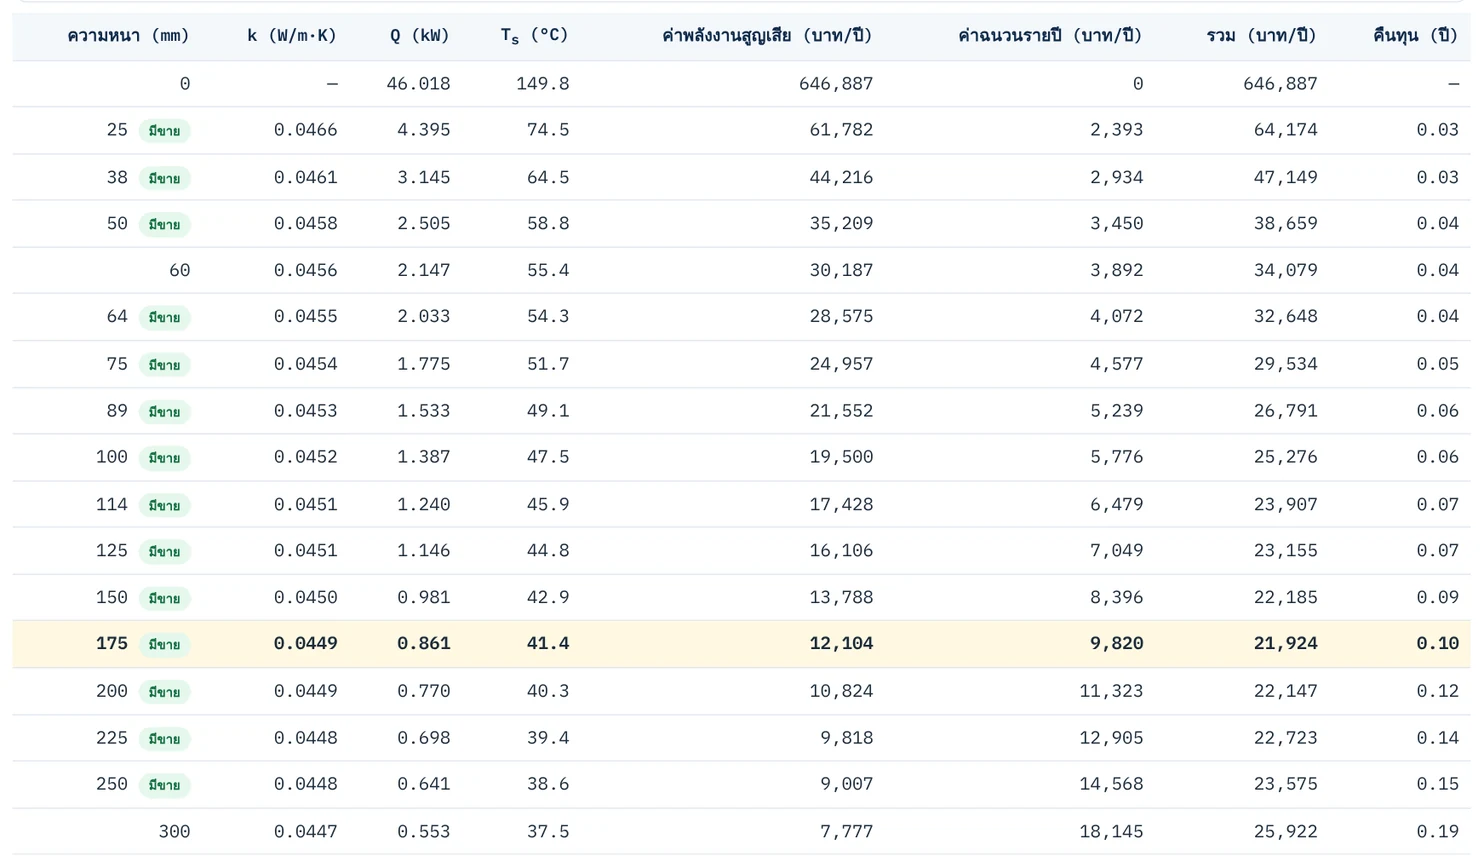 ความหนา (mm) k (W/m·K) Q (kW) Ts (°C) ค่าพลังงานสูญเสีย (บาท/ปี) ค่าฉนวนรายปี (บาท/ปี) รวม (บาท/ปี) คืนทุน (ปี)
0 — 46.018 149.8 646,887 0 646,887 —
25 มีขาย 0.0466 4.395 74.5 61,782 2,393 64,174 0.03
38 มีขาย 0.0461 3.145 64.5 44,216 2,934 47,149 0.03
50 มีขาย 0.0458 2.505 58.8 35,209 3,450 38,659 0.04
60 0.0456 2.147 55.4 30,187 3,892 34,079 0.04
64 มีขาย 0.0455 2.033 54.3 28,575 4,072 32,648 0.04
75 มีขาย 0.0454 1.775 51.7 24,957 4,577 29,534 0.05
89 มีขาย 0.0453 1.533 49.1 21,552 5,239 26,791 0.06
100 มีขาย 0.0452 1.387 47.5 19,500 5,776 25,276 0.06
114 มีขาย 0.0451 1.240 45.9 17,428 6,479 23,907 0.07
125 มีขาย 0.0451 1.146 44.8 16,106 7,049 23,155 0.07
150 มีขาย 0.0450 0.981 42.9 13,788 8,396 22,185 0.09
175 มีขาย 0.0449 0.861 41.4 12,104 9,820 21,924 0.10
200 มีขาย 0.0449 0.770 40.3 10,824 11,323 22,147 0.12
225 มีขาย 0.0448 0.698 39.4 9,818 12,905 22,723 0.14
250 มีขาย 0.0448 0.641 38.6 9,007 14,568 23,575 0.15
300 0.0447 0.553 37.5 7,777 18,145 25,922 0.19